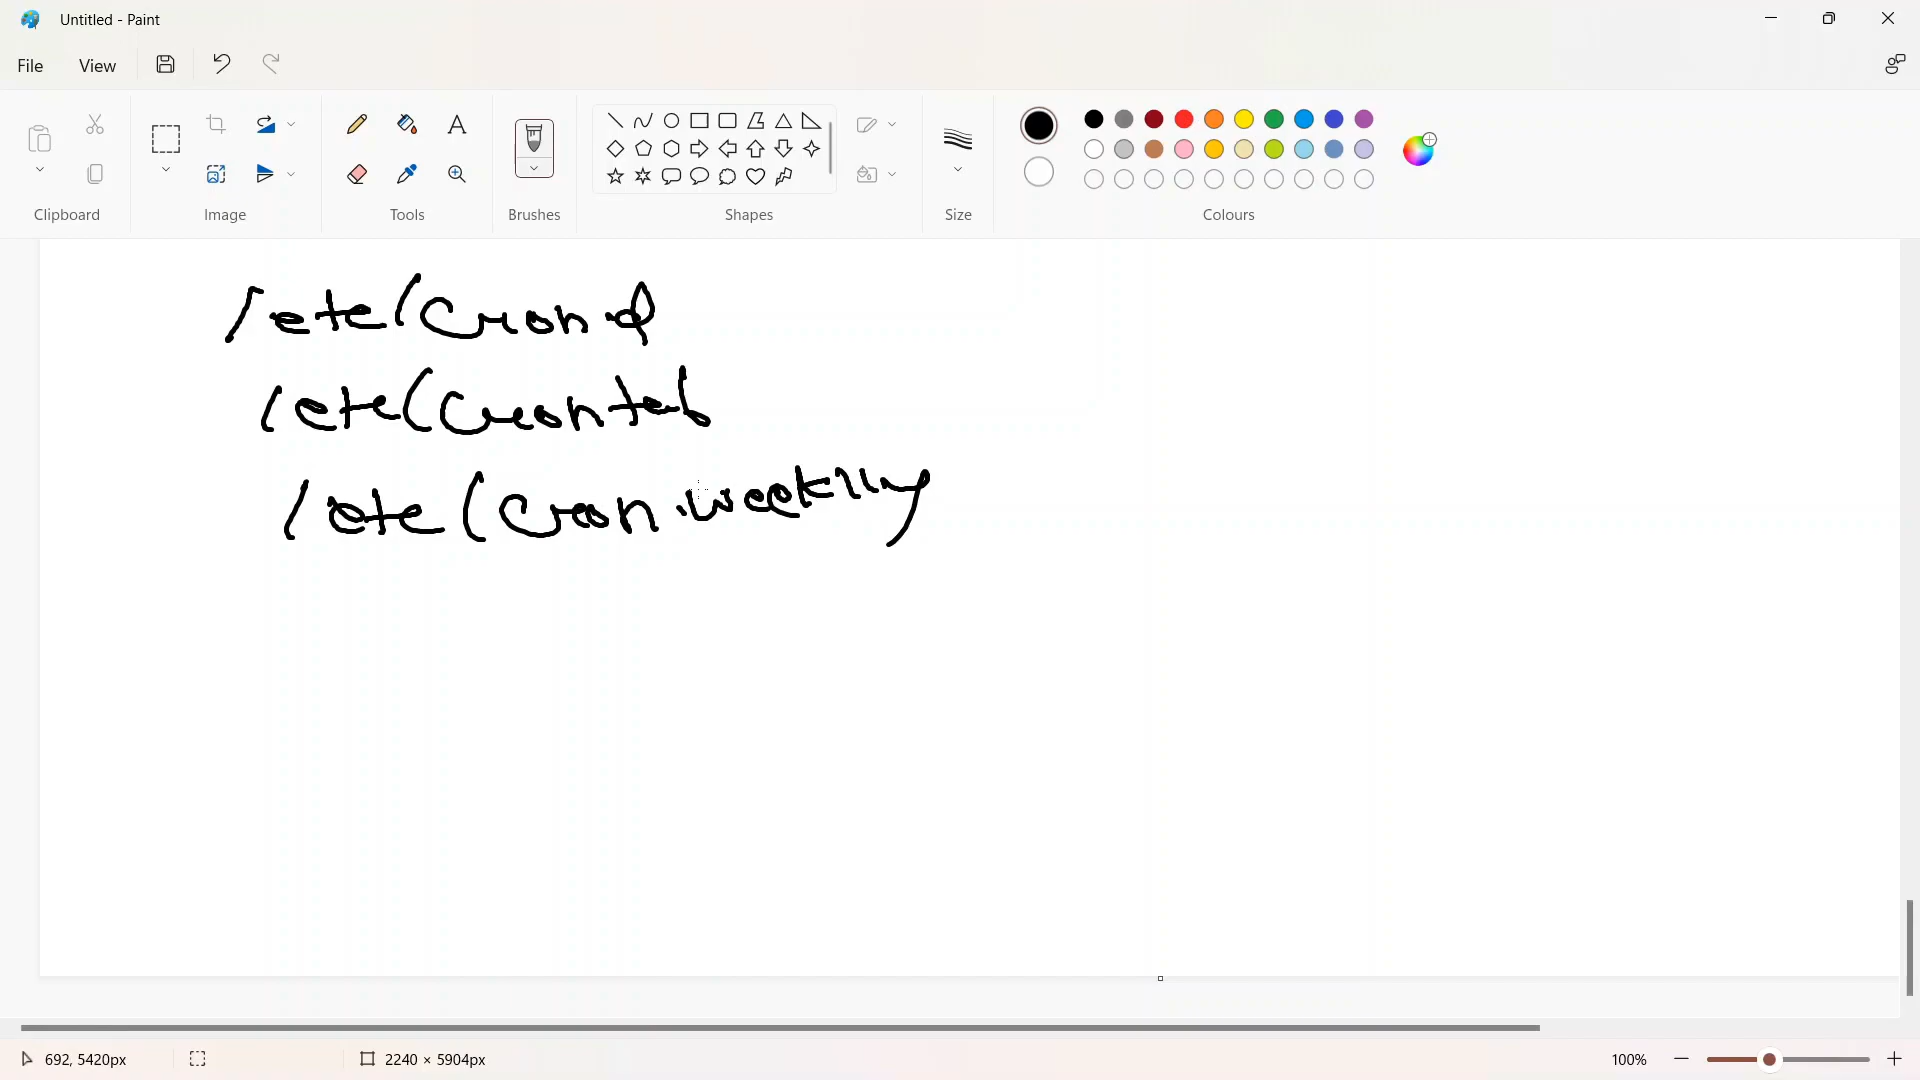 Untitled - Paint
File View
Clipboard Image Tools Brushes Shapes Size Colours
/etc/cron.d
/etc/crontab
/etc/cron.weeklly
692, 5420px 2240 × 5904px 100%